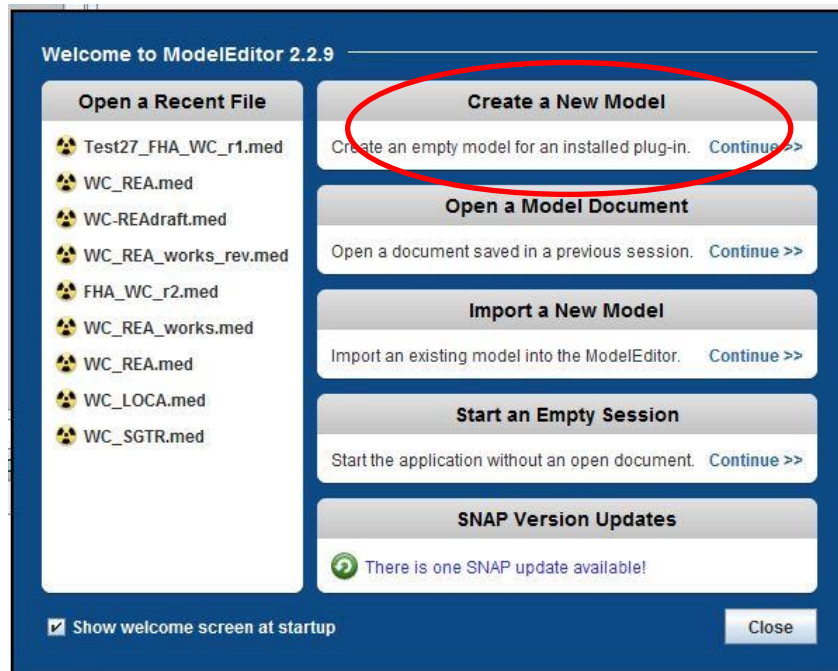 Welcome to ModelEditor 2.2.9
Open a Recent File
Test27_FHA_WC_r1.med
WC_REA.med
WC-REAdraft.med
WC_REA_works_rev.med
FHA_WC_r2.med
WC_REA_works.med
WC_REA.med
WC_LOCA.med
WC_SGTR.med
Create a New Model
Create an empty model for an installed plug-in. Continue >>
Open a Model Document
Open a document saved in a previous session. Continue >>
Import a New Model
Import an existing model into the ModelEditor. Continue >>
Start an Empty Session
Start the application without an open document. Continue >>
SNAP Version Updates
There is one SNAP update available!
Show welcome screen at startup
Close